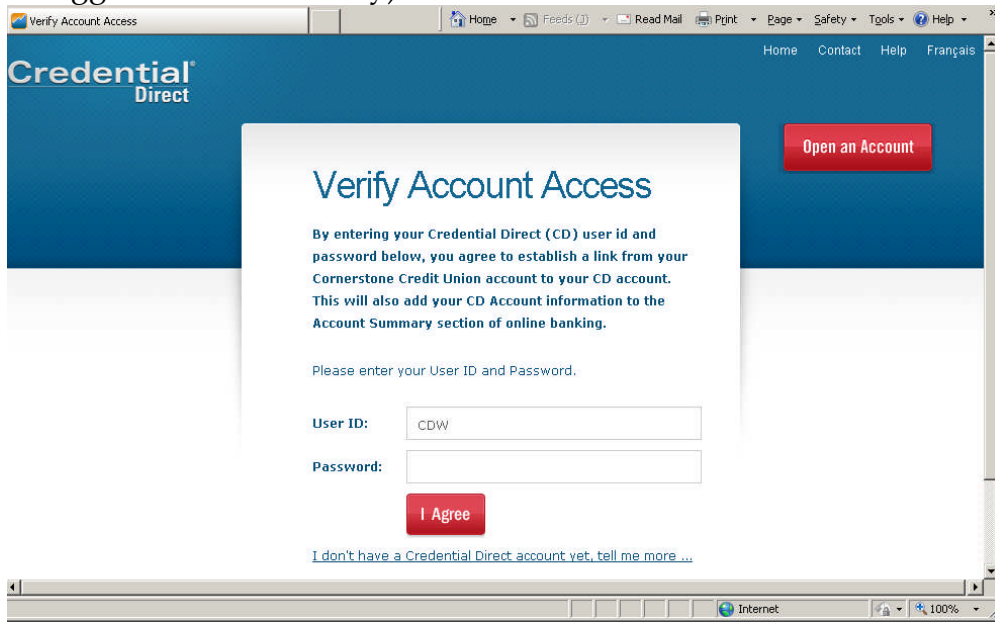 Verify Account Access
Home Feeds (J) Read Mail Print Page Safety Tools Help
Home Contact Help Français
Credential®
Direct
Open an Account
Verify Account Access
By entering your Credential Direct (CD) user id and
password below, you agree to establish a link from your
Cornerstone Credit Union account to your CD account.
This will also add your CD Account information to the
Account Summary section of online banking.
Please enter your User ID and Password.
User ID: CDW
Password:
I Agree
I don't have a Credential Direct account yet, tell me more ...
Internet 100%